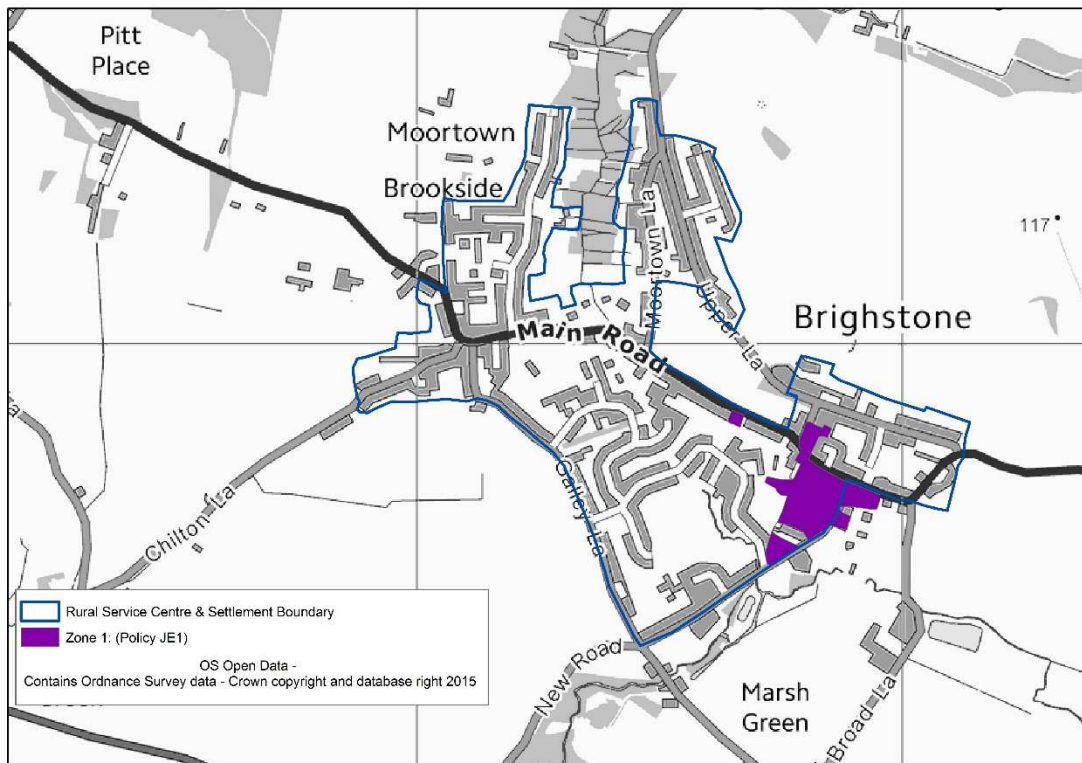 Pitt
Place
Moortown
Brookside
117
Moortown La
Upper La
Brighstone
Main Road
Galley La
Chilton La
Rural Service Centre & Settlement Boundary
Zone 1: (Policy JE1)
OS Open Data -
Contains Ordnance Survey data - Crown copyright and database right 2015
New Road
Marsh
Green
Broad La